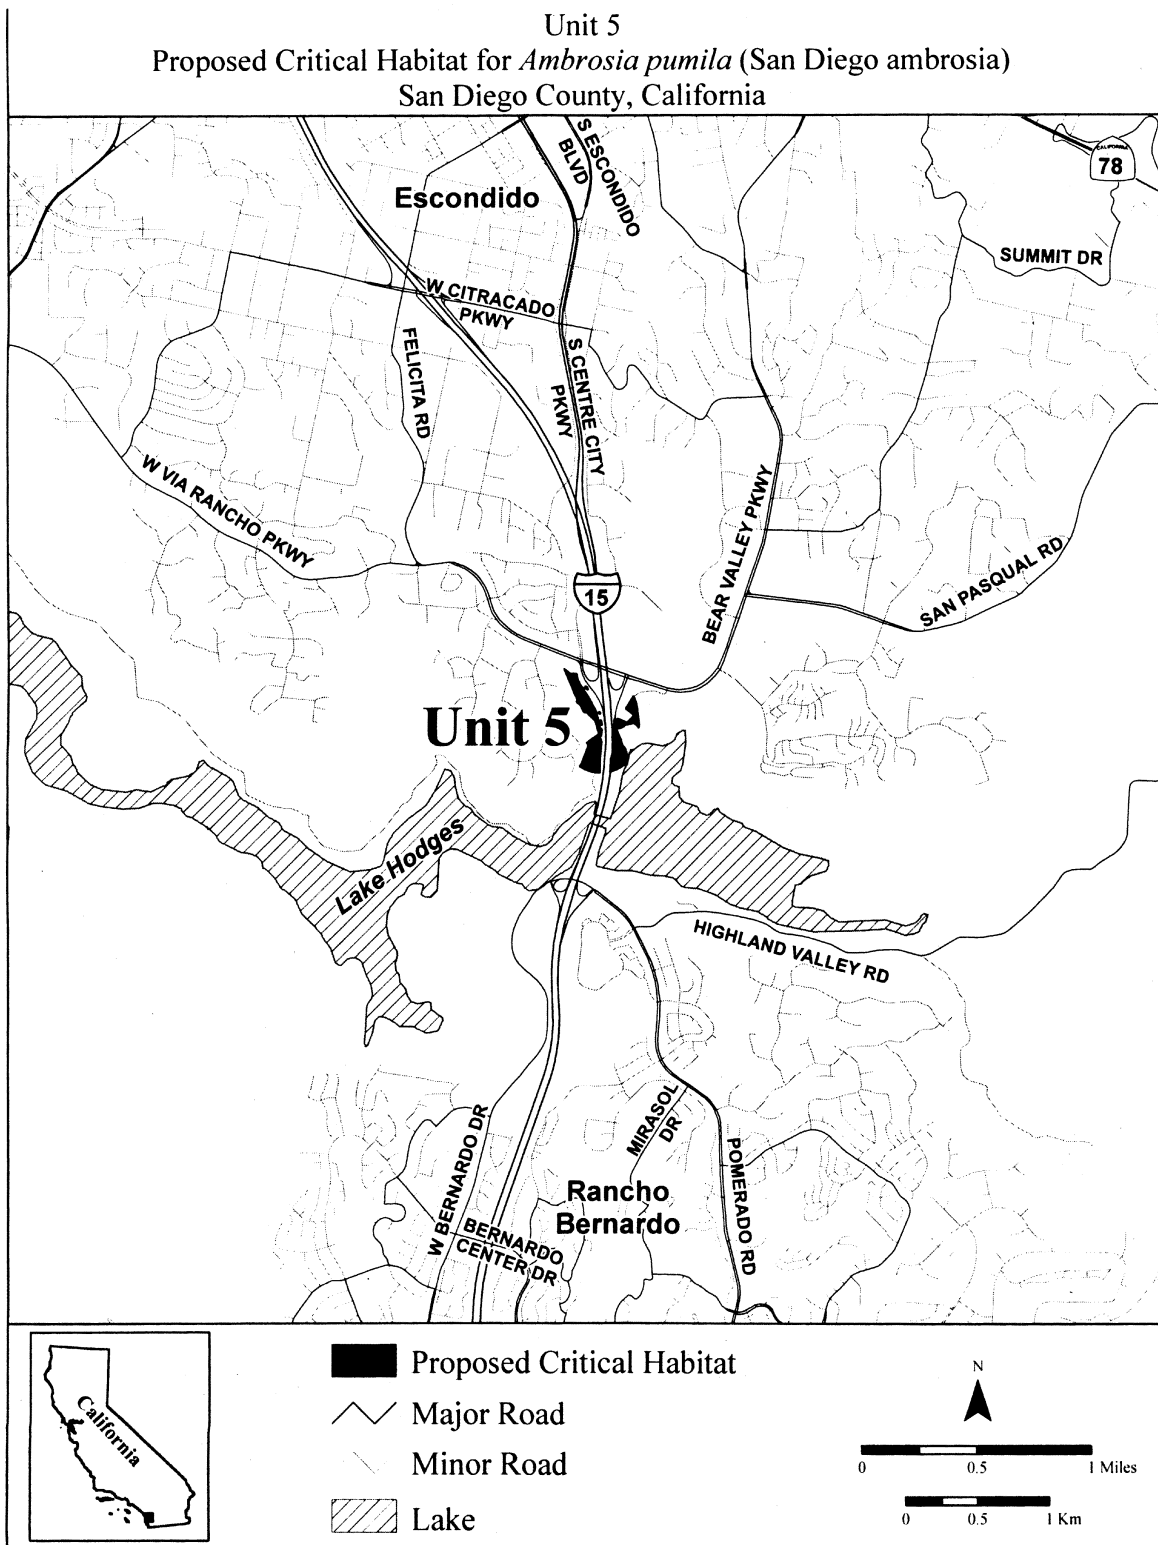 Unit 5
Proposed Critical Habitat for Ambrosia pumila (San Diego ambrosia)
San Diego County, California
S ESCONDIDO
BLVD
CALIFORNIA
78
Escondido
SUMMIT DR
W CITRACADO
PKWY
FELICITA RD
S CENTRE CITY
PKWY
W VIA RANCHO PKWY
BEAR VALLEY PKWY
SAN PASQUAL RD
15
Unit 5
Lake Hodges
HIGHLAND VALLEY RD
MIRASOL
DR
W BERNARDO DR
POMERADO RD
Rancho
Bernardo
BERNARDO
CENTER DR
California
Proposed Critical Habitat
Major Road
Minor Road
Lake
N
0 0.5 1 Miles
0 0.5 1 Km